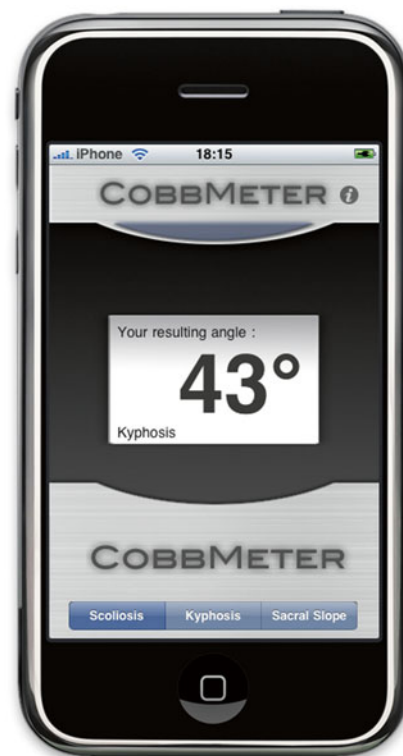 iPhone 18:15
COBBMETER i
Your resulting angle :
43°
Kyphosis
COBBMETER
Scoliosis Kyphosis Sacral Slope